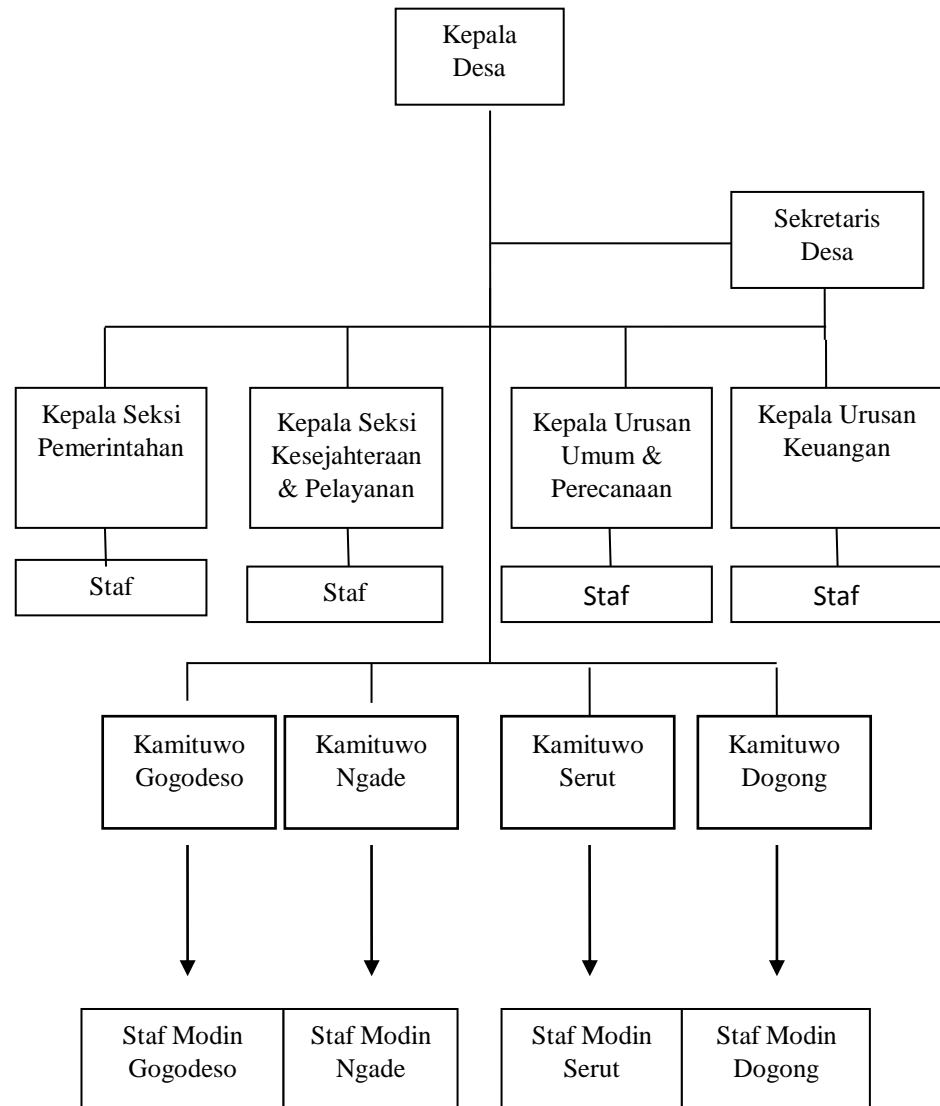 Kepala
Desa
Sekretaris
Desa
Kepala Seksi
Pemerintahan
Kepala Seksi
Kesejahteraan
& Pelayanan
Kepala Urusan
Umum &
Perecanaan
Kepala Urusan
Keuangan
Staf
Staf
Staf
Staf
Kamituwo
Gogodeso
Kamituwo
Ngade
Kamituwo
Serut
Kamituwo
Dogong
Staf Modin
Gogodeso
Staf Modin
Ngade
Staf Modin
Serut
Staf Modin
Dogong